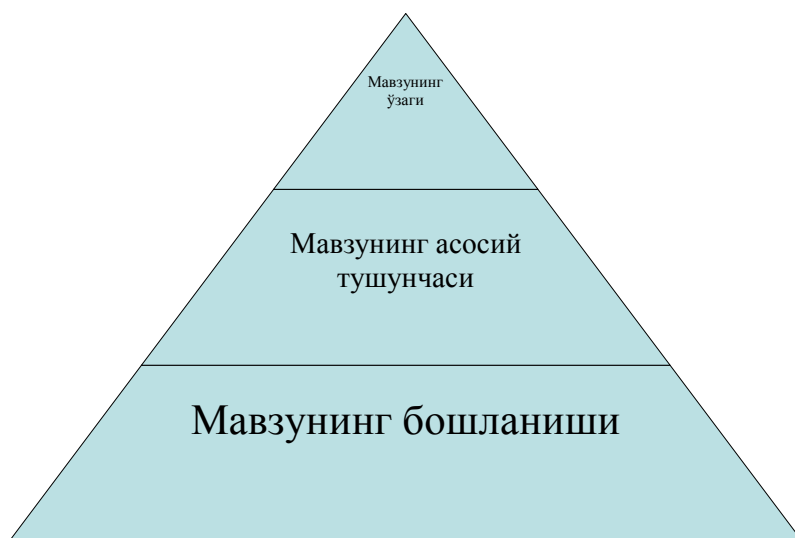 Мавзунинг
ўзаги
Мавзунинг асосий
тушунчаси
Мавзунинг бошланиши